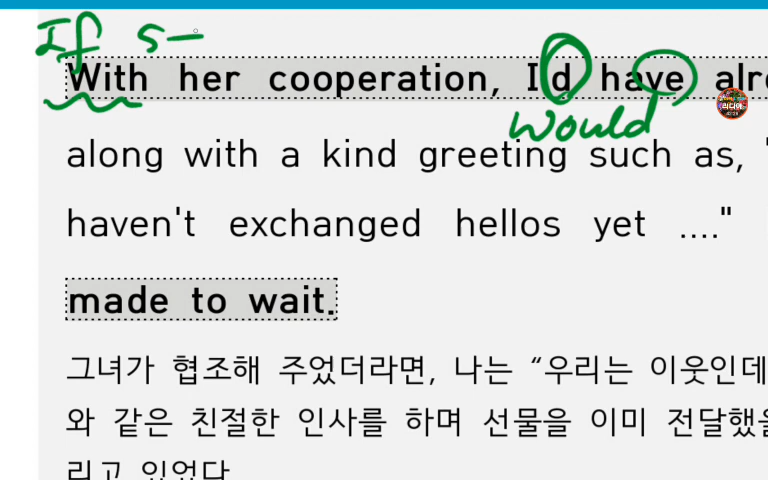 If s
With her cooperation, I'd have alr
would
along with a kind greeting such as, "
haven't exchanged hellos yet ...."
made to wait.
그녀가 협조해 주었더라면, 나는 “우리는 이웃인데
와 같은 친절한 인사를 하며 선물을 이미 전달했을
리고 있었다